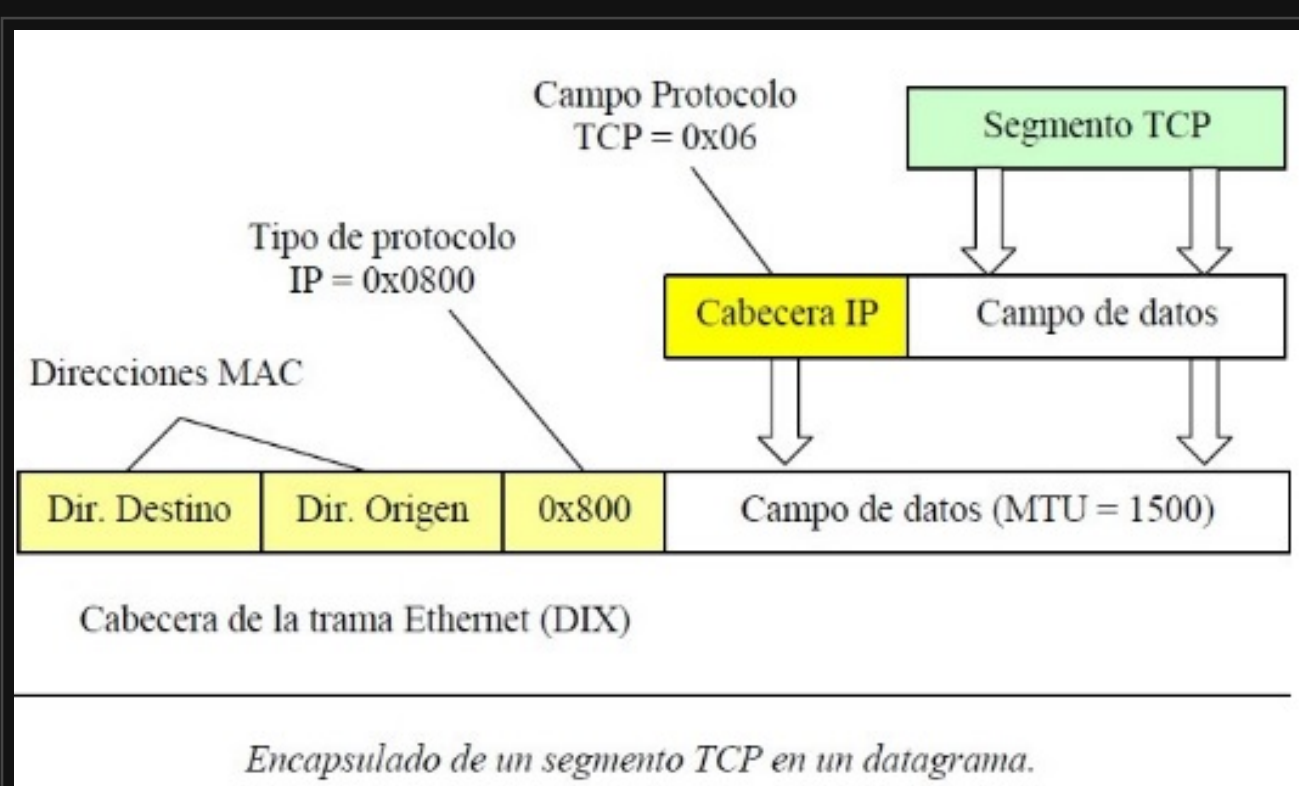 Campo Protocolo
TCP = 0x06
Segmento TCP
Tipo de protocolo
IP = 0x0800
Cabecera IP
Campo de datos
Direcciones MAC
Dir. Destino
Dir. Origen
0x800
Campo de datos (MTU = 1500)
Cabecera de la trama Ethernet (DIX)
Encapsulado de un segmento TCP en un datagrama.